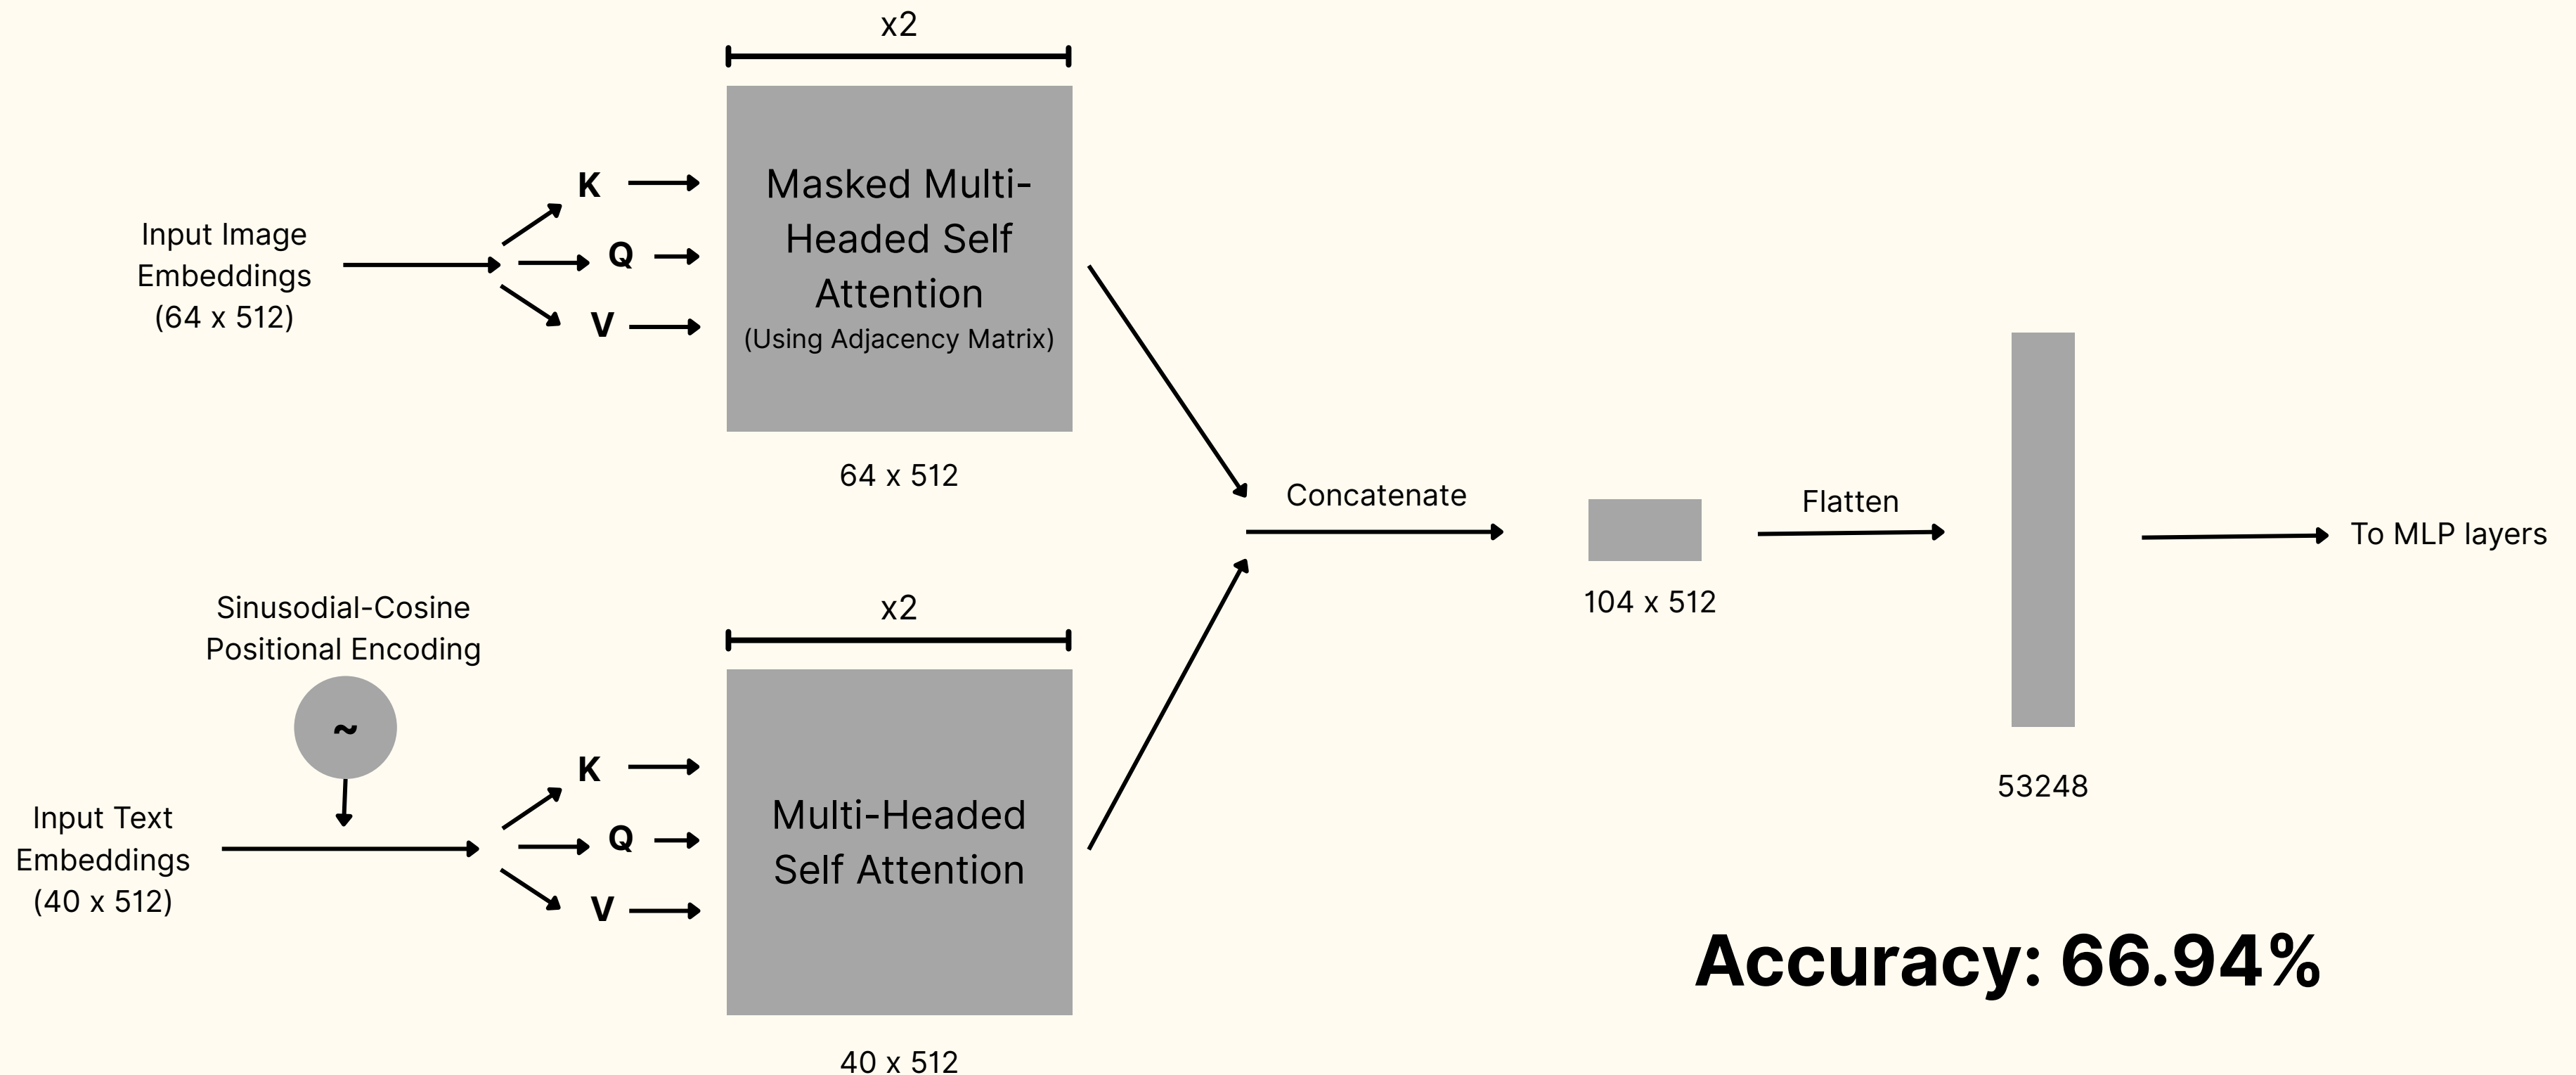 x2
Input Image
Embeddings
(64 x 512)
K
Q
V
Masked Multi-
Headed Self
Attention
(Using Adjacency Matrix)
64 x 512
Sinusodial-Cosine
Positional Encoding
~
Input Text
Embeddings
(40 x 512)
K
Q
V
x2
Multi-Headed
Self Attention
40 x 512
Concatenate
104 x 512
Flatten
53248
To MLP layers
Accuracy: 66.94%